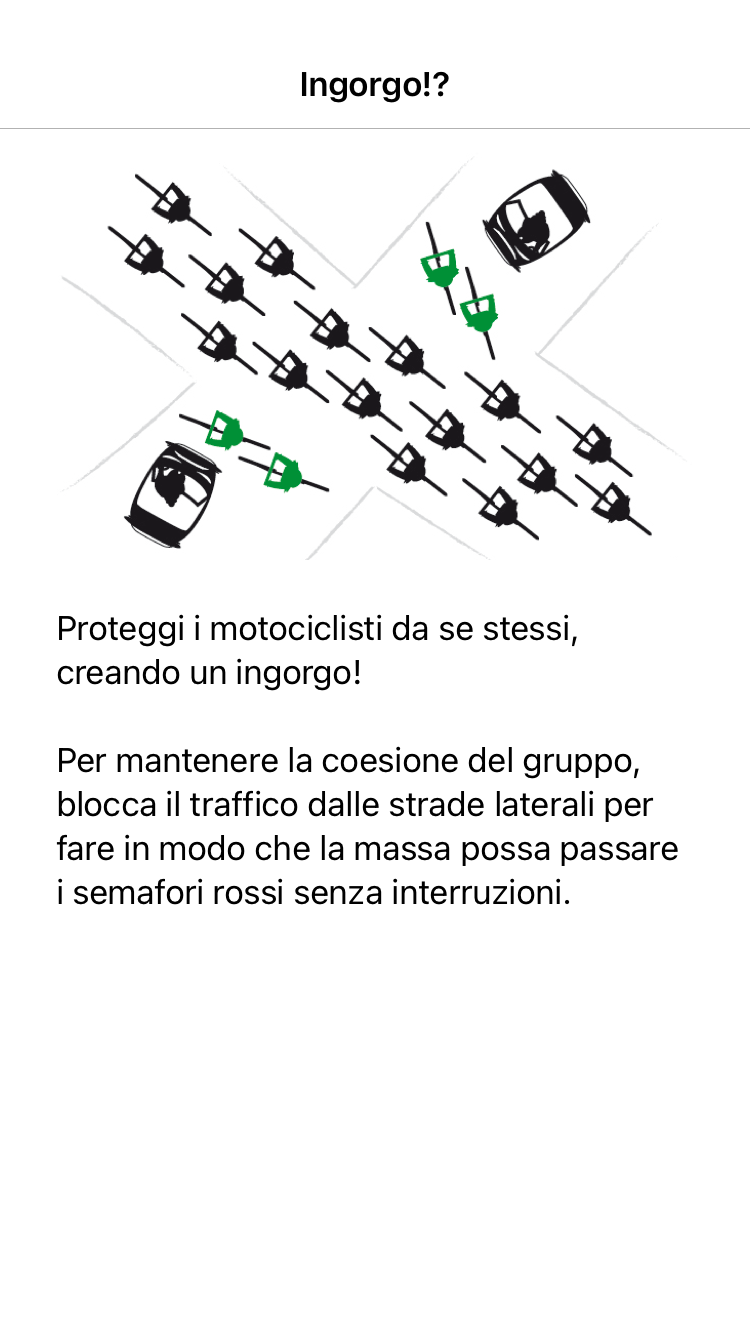 Ingorgo!?
Proteggi i motociclisti da se stessi,
creando un ingorgo!
Per mantenere la coesione del gruppo,
blocca il traffico dalle strade laterali per
fare in modo che la massa possa passare
i semafori rossi senza interruzioni.